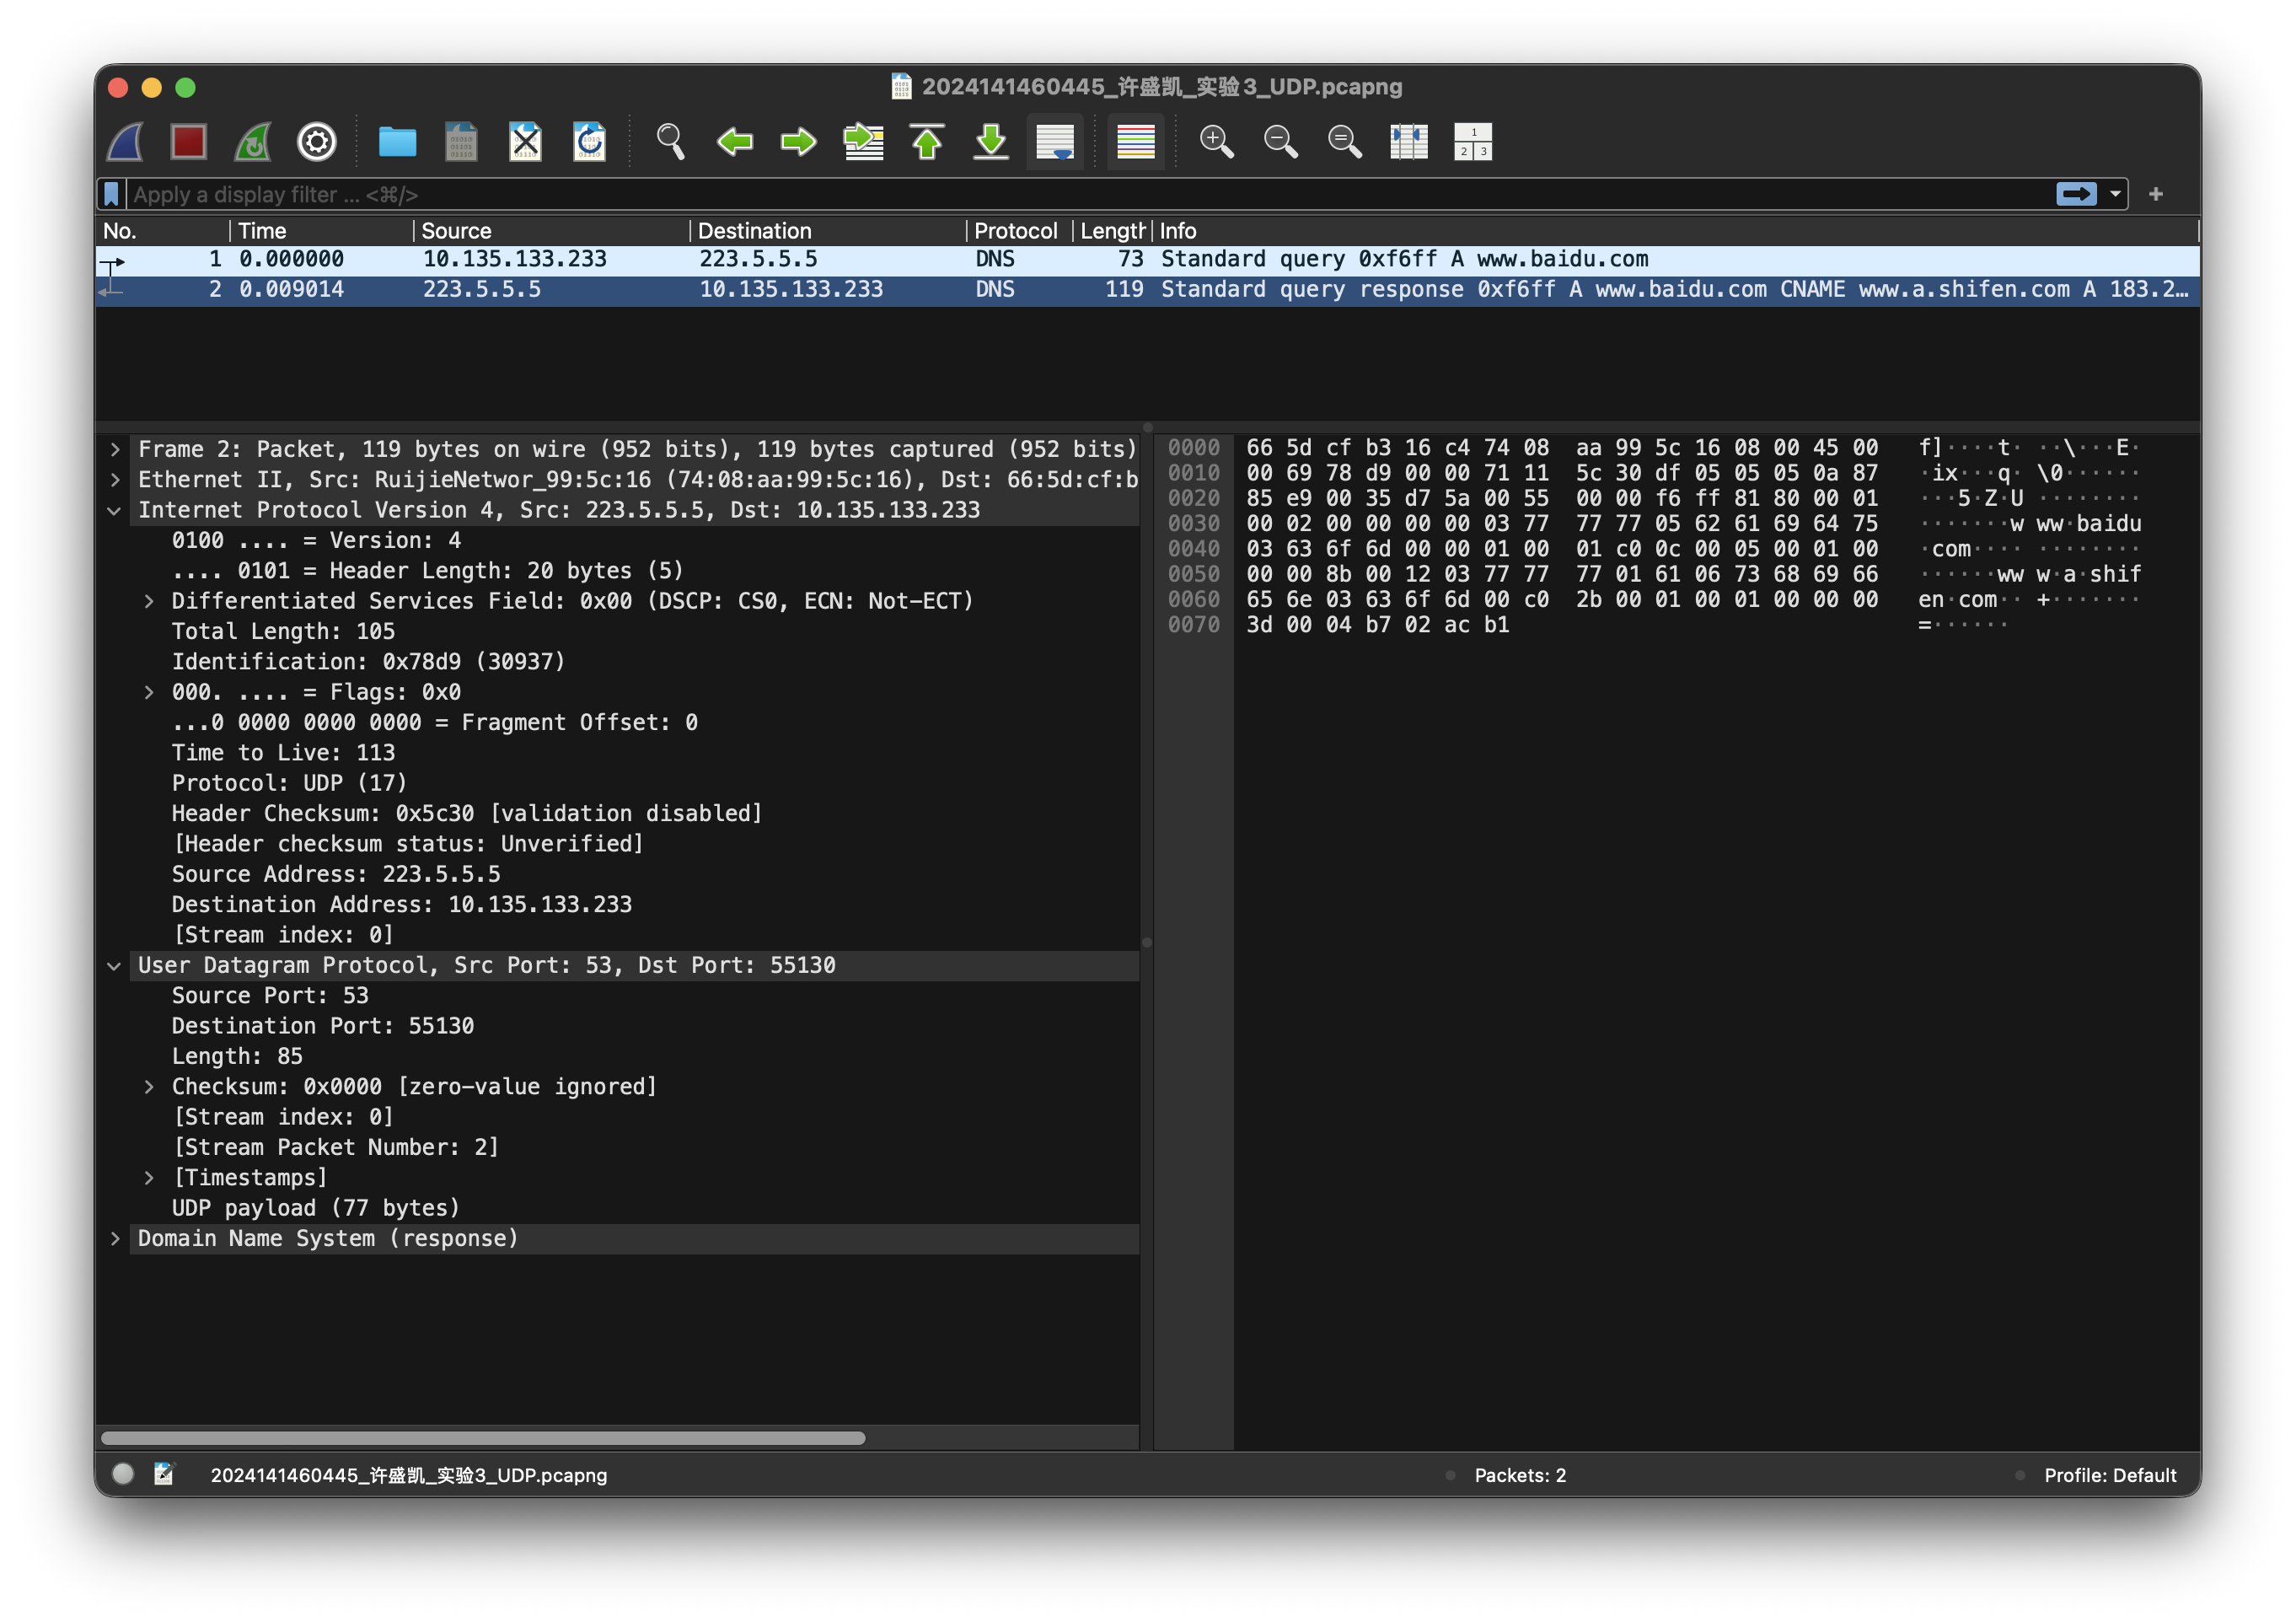 2024141460445_许盛凯_实验3_UDP.pcapng
1
2 3
Apply a display filter ... <⌘/>
No. Time Source Destination Protocol Length Info
1 0.000000 10.135.133.233 223.5.5.5 DNS 73 Standard query 0xf6ff A www.baidu.com
2 0.009014 223.5.5.5 10.135.133.233 DNS 119 Standard query response 0xf6ff A www.baidu.com CNAME www.a.shifen.com A 183.2…
Frame 2: Packet, 119 bytes on wire (952 bits), 119 bytes captured (952 bits)
Ethernet II, Src: RuijieNetwor_99:5c:16 (74:08:aa:99:5c:16), Dst: 66:5d:cf:b
Internet Protocol Version 4, Src: 223.5.5.5, Dst: 10.135.133.233
0100 .... = Version: 4
.... 0101 = Header Length: 20 bytes (5)
Differentiated Services Field: 0x00 (DSCP: CS0, ECN: Not-ECT)
Total Length: 105
Identification: 0x78d9 (30937)
000. .... = Flags: 0x0
...0 0000 0000 0000 = Fragment Offset: 0
Time to Live: 113
Protocol: UDP (17)
Header Checksum: 0x5c30 [validation disabled]
[Header checksum status: Unverified]
Source Address: 223.5.5.5
Destination Address: 10.135.133.233
[Stream index: 0]
User Datagram Protocol, Src Port: 53, Dst Port: 55130
Source Port: 53
Destination Port: 55130
Length: 85
Checksum: 0x0000 [zero-value ignored]
[Stream index: 0]
[Stream Packet Number: 2]
[Timestamps]
UDP payload (77 bytes)
Domain Name System (response)
0000 66 5d cf b3 16 c4 74 08 aa 99 5c 16 08 00 45 00 f]····t· ··\···E·
0010 00 69 78 d9 00 00 71 11 5c 30 df 05 05 05 0a 87 ·ix···q· \0······
0020 85 e9 00 35 d7 5a 00 55 00 00 f6 ff 81 80 00 01 ···5·Z·U ········
0030 00 02 00 00 00 00 03 77 77 77 05 62 61 69 64 75 ·······w ww·baidu
0040 03 63 6f 6d 00 00 01 00 01 c0 0c 00 05 00 01 00 ·com···· ········
0050 00 00 8b 00 12 03 77 77 77 01 61 06 73 68 69 66 ······ww w·a·shif
0060 65 6e 03 63 6f 6d 00 c0 2b 00 01 00 01 00 00 00 en·com·· +·······
0070 3d 00 04 b7 02 ac b1 =······
2024141460445_许盛凯_实验3_UDP.pcapng
Packets: 2
Profile: Default